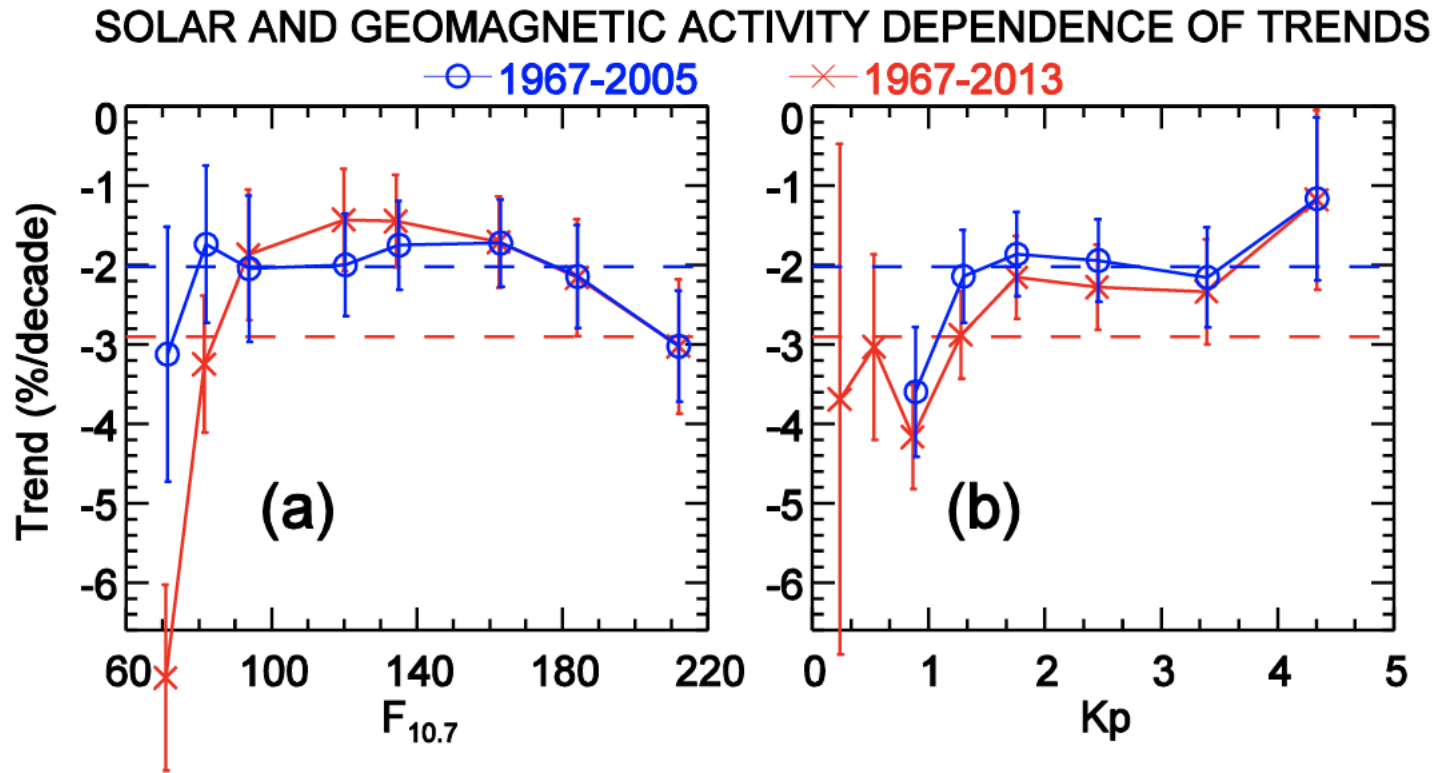 SOLAR AND GEOMAGNETIC ACTIVITY DEPENDENCE OF TRENDS
1967-2005 1967-2013
Trend (%/decade)
0
-1
-2
-3
-4
-5
-6
(a)
60 100 140 180 220
F10.7
0
-1
-2
-3
-4
-5
-6
(b)
0 1 2 3 4 5
Kp